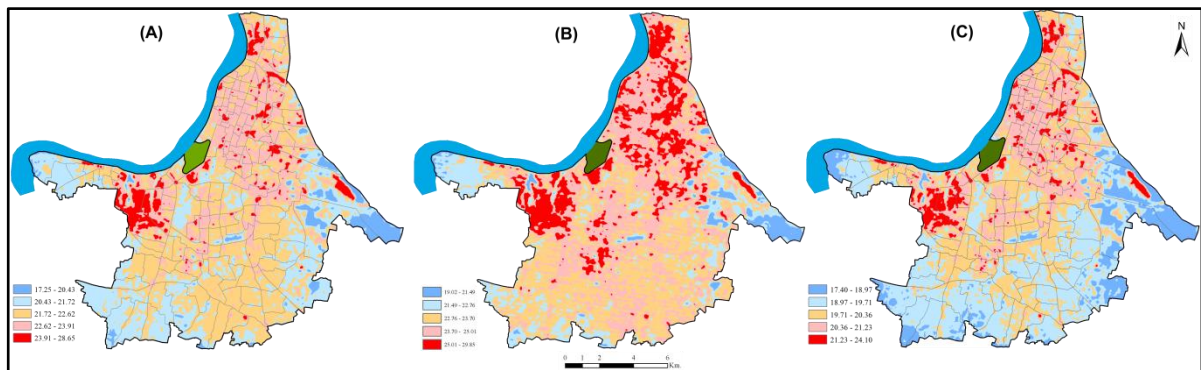 (A)
(B)
(C)
N
17.25 - 20.43
20.43 - 21.72
21.72 - 22.62
22.62 - 23.91
23.91 - 28.65
19.02 - 21.49
21.49 - 22.76
22.76 - 23.70
23.70 - 25.01
25.01 - 29.85
0 1 2 4 6
Km.
17.40 - 18.97
18.97 - 19.71
19.71 - 20.36
20.36 - 21.23
21.23 - 24.10